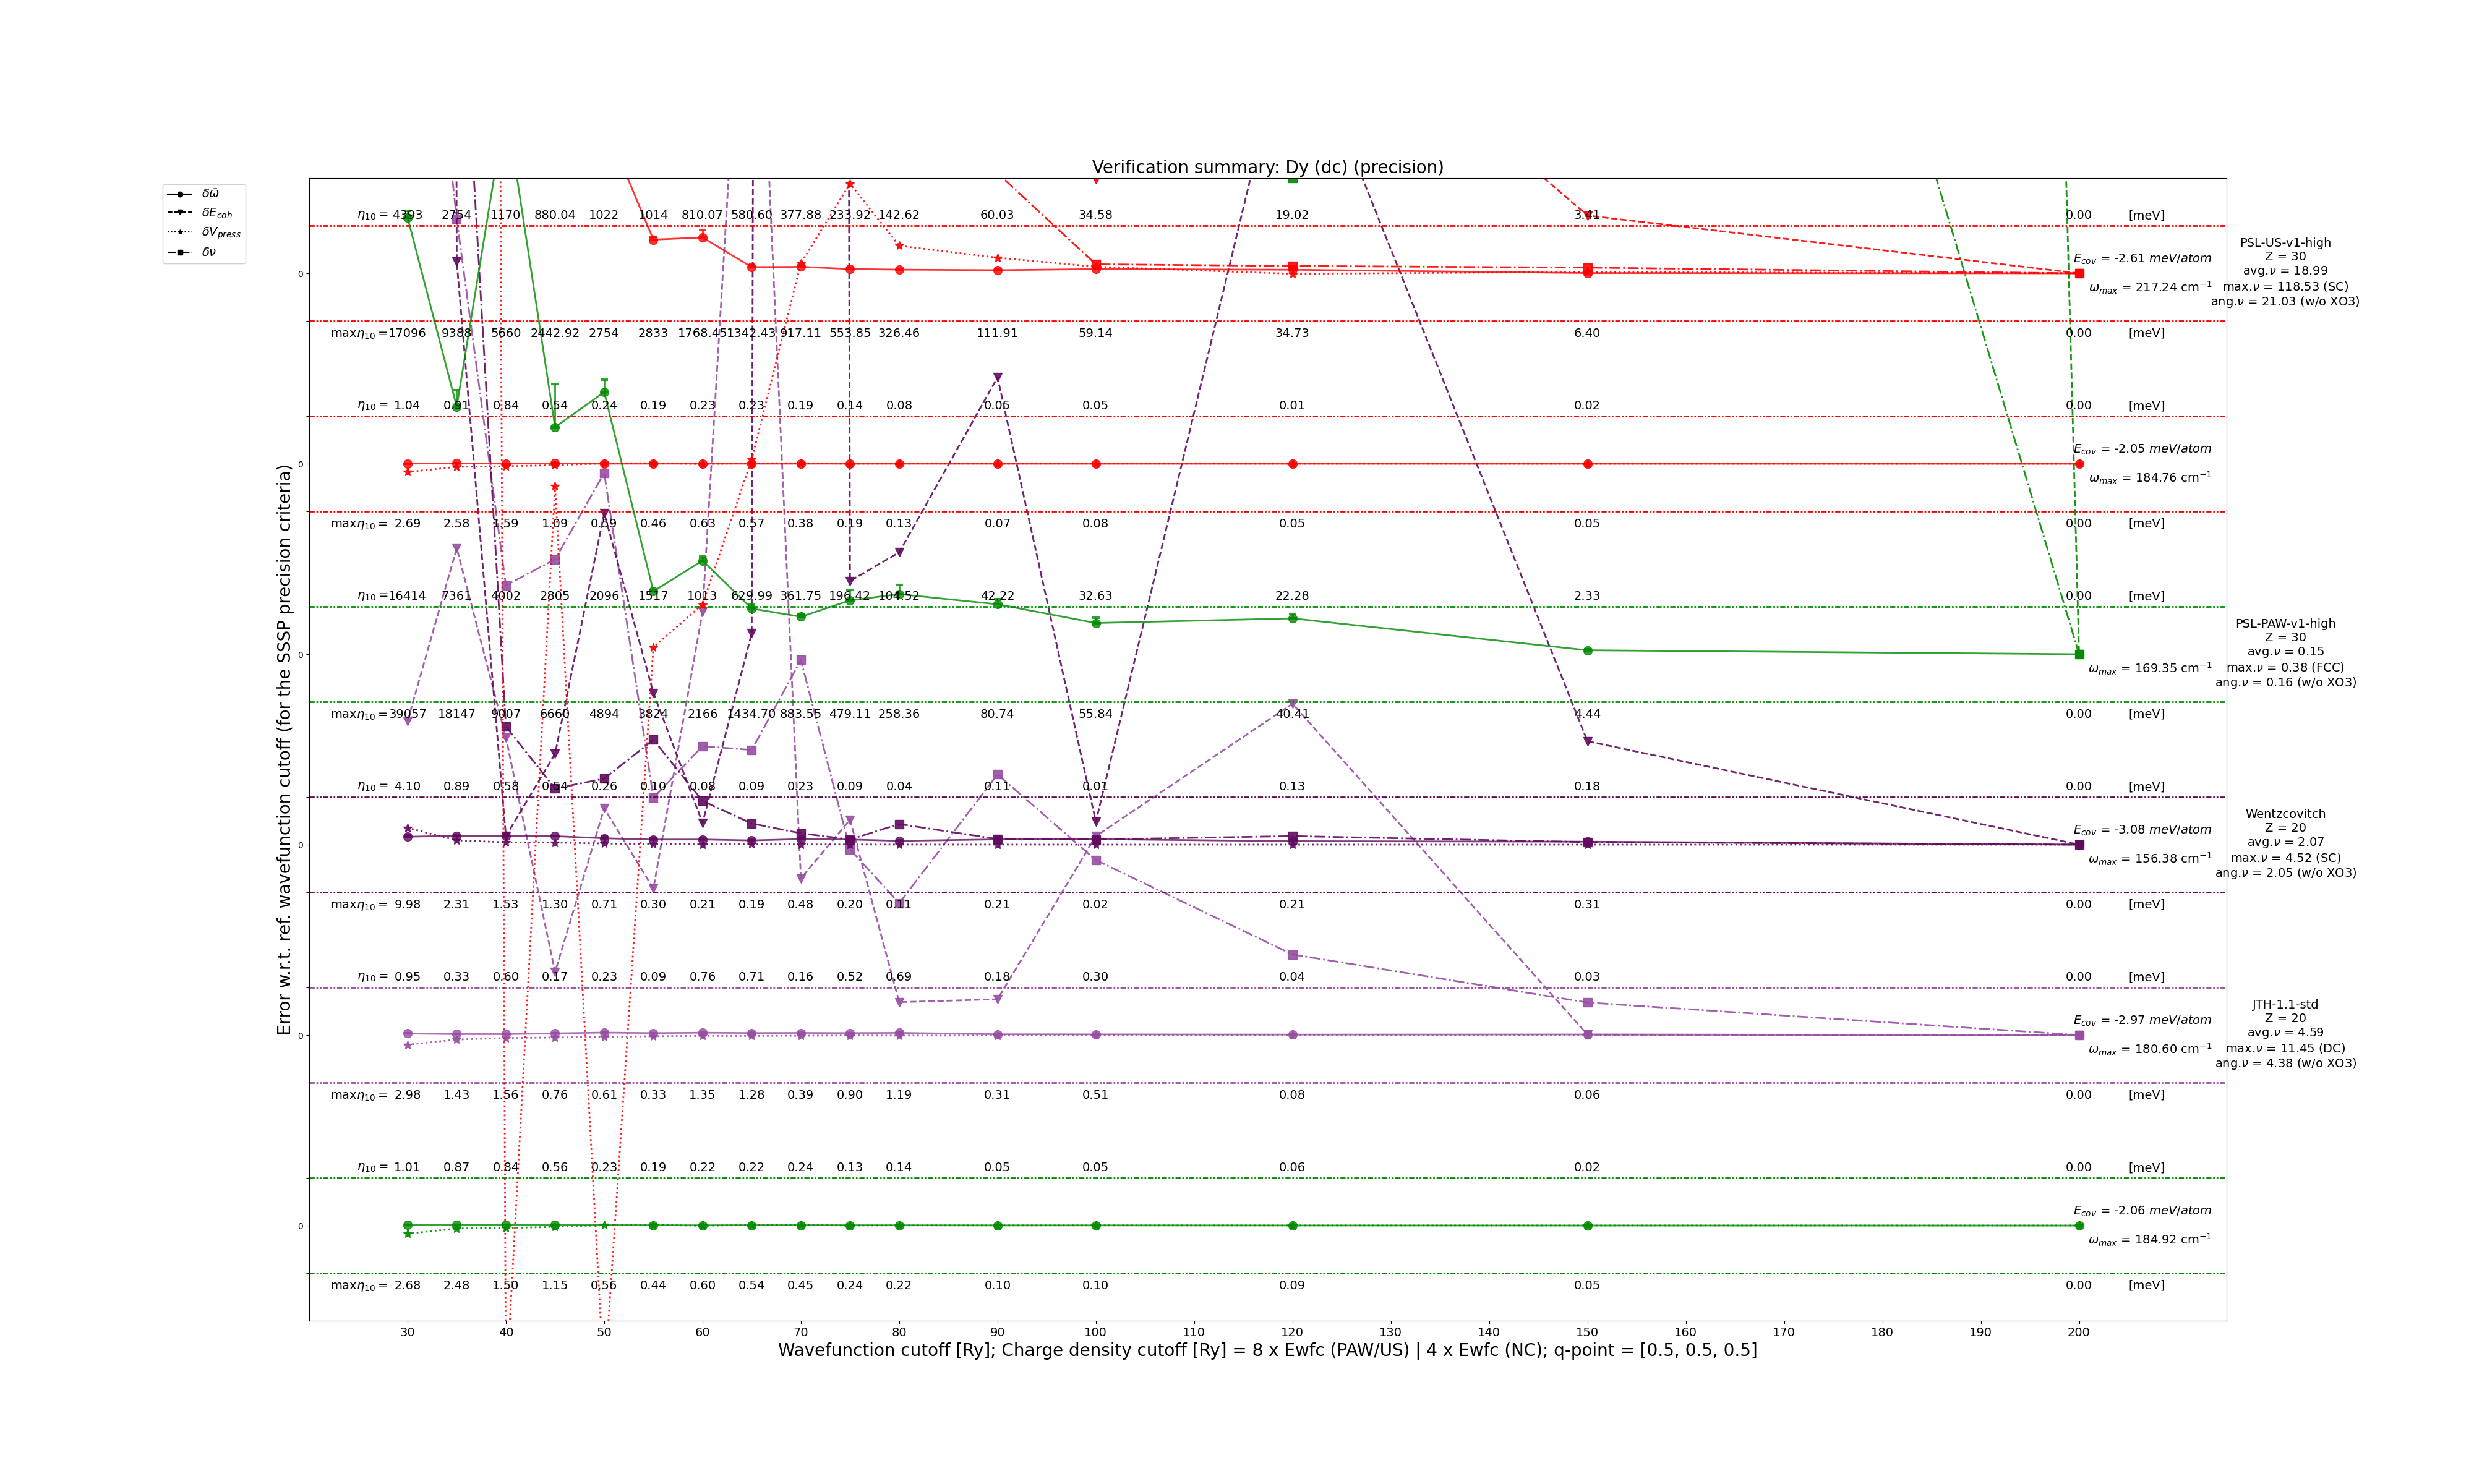 Verification summary: Dy (dc) (precision)
δω̄
δE_coh
δV_press
δν
η₁₀ = 4393 2754 1170 880.04 1022 1014 810.07 580.60 377.88 233.92 142.62 60.03 34.58 19.02 3.41 0.00 [meV]
PSL-US-v1-high
Z = 30
avg.ν = 18.99
max.ν = 118.53 (SC)
ang.ν = 21.03 (w/o XO3)
E_cov = -2.61 meV/atom
0
ω_max = 217.24 cm⁻¹
maxη₁₀ = 17096 9388 5660 2442.92 2754 2833 1768.45 1342.43 917.11 553.85 326.46 111.91 59.14 34.73 6.40 0.00 [meV]
η₁₀ = 1.04 0.91 0.84 0.54 0.24 0.19 0.23 0.23 0.19 0.14 0.08 0.05 0.05 0.01 0.02 0.00 [meV]
E_cov = -2.05 meV/atom
0
ω_max = 184.76 cm⁻¹
maxη₁₀ = 2.69 2.58 1.59 1.09 0.59 0.46 0.63 0.57 0.38 0.19 0.13 0.07 0.08 0.05 0.05 0.00 [meV]
η₁₀ = 16414 7361 4002 2805 2096 1517 1013 629.99 361.75 196.42 104.52 42.22 32.63 22.28 2.33 0.00 [meV]
PSL-PAW-v1-high
Z = 30
avg.ν = 0.15
max.ν = 0.38 (FCC)
ang.ν = 0.16 (w/o XO3)
0
ω_max = 169.35 cm⁻¹
maxη₁₀ = 39057 18147 9007 6660 4894 3824 2166 1434.70 883.55 479.11 258.36 80.74 55.84 40.41 4.44 0.00 [meV]
η₁₀ = 4.10 0.89 0.58 0.54 0.26 0.10 0.08 0.09 0.23 0.09 0.04 0.11 0.01 0.13 0.18 0.00 [meV]
Wentzcovitch
Z = 20
avg.ν = 2.07
max.ν = 4.52 (SC)
ang.ν = 2.05 (w/o XO3)
E_cov = -3.08 meV/atom
0
ω_max = 156.38 cm⁻¹
maxη₁₀ = 9.98 2.31 1.53 1.30 0.71 0.30 0.21 0.19 0.48 0.20 0.11 0.21 0.02 0.21 0.31 0.00 [meV]
η₁₀ = 0.95 0.33 0.60 0.17 0.23 0.09 0.76 0.71 0.16 0.52 0.69 0.18 0.30 0.04 0.03 0.00 [meV]
JTH-1.1-std
Z = 20
avg.ν = 4.59
max.ν = 11.45 (DC)
ang.ν = 4.38 (w/o XO3)
E_cov = -2.97 meV/atom
0
ω_max = 180.60 cm⁻¹
maxη₁₀ = 2.98 1.43 1.56 0.76 0.61 0.33 1.35 1.28 0.39 0.90 1.19 0.31 0.51 0.08 0.06 0.00 [meV]
η₁₀ = 1.01 0.87 0.84 0.56 0.23 0.19 0.22 0.22 0.24 0.13 0.14 0.05 0.05 0.06 0.02 0.00 [meV]
E_cov = -2.06 meV/atom
0
ω_max = 184.92 cm⁻¹
maxη₁₀ = 2.68 2.48 1.50 1.15 0.56 0.44 0.60 0.54 0.45 0.24 0.22 0.10 0.10 0.09 0.05 0.00 [meV]
30 40 50 60 70 80 90 100 110 120 130 140 150 160 170 180 190 200
Wavefunction cutoff [Ry]; Charge density cutoff [Ry] = 8 x Ewfc (PAW/US) | 4 x Ewfc (NC); q-point = [0.5, 0.5, 0.5]
Error w.r.t. ref. wavefunction cutoff (for the SSSP precision criteria)